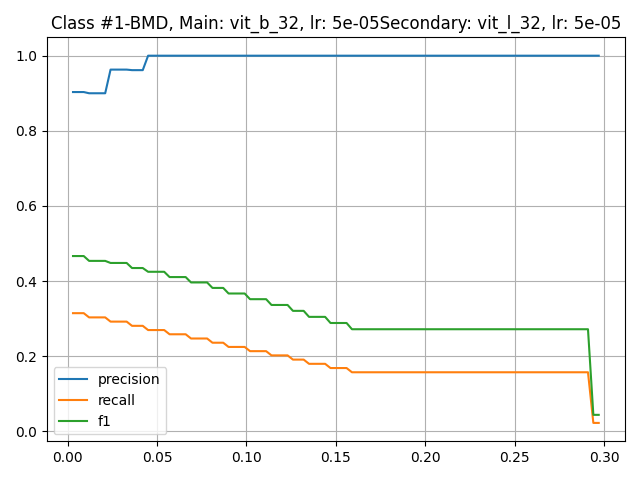 Class #1-BMD, Main: vit_b_32, lr: 5e-05Secondary: vit_l_32, lr: 5e-05
1.0
0.8
0.6
0.4
0.2
0.0
precision
recall
f1
0.00 0.05 0.10 0.15 0.20 0.25 0.30